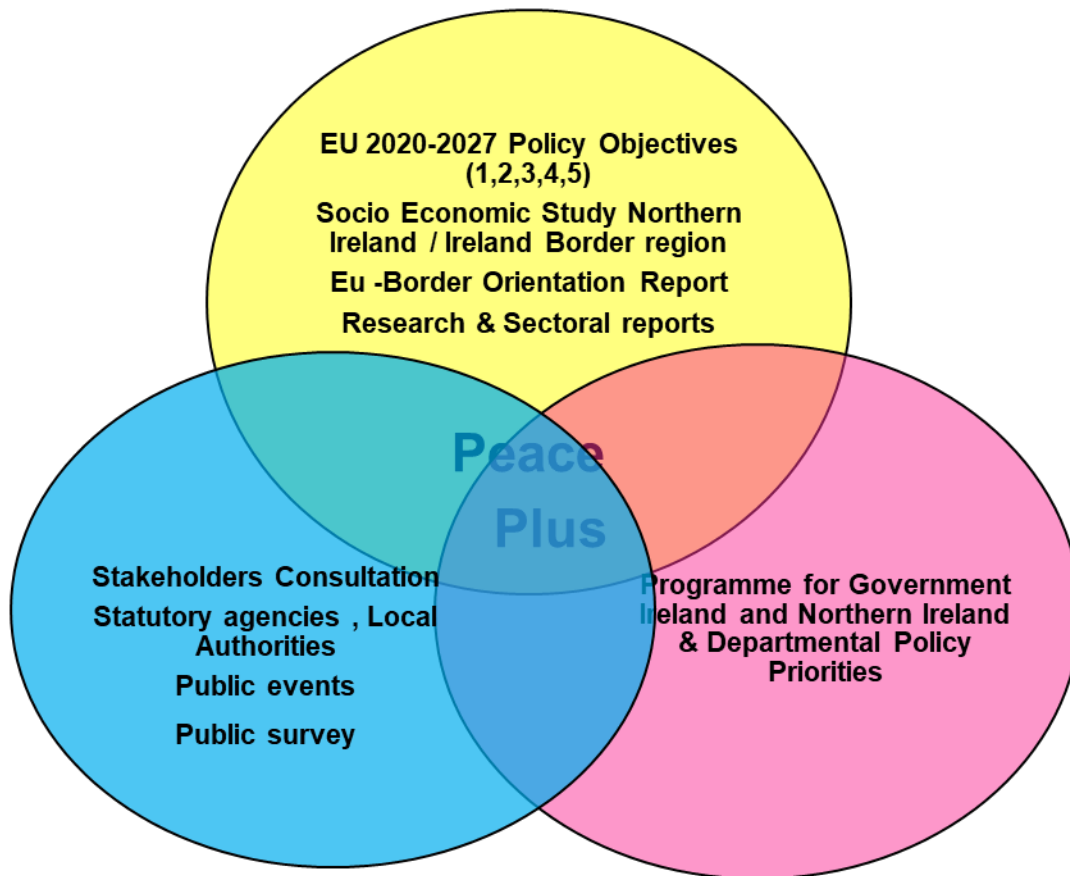 EU 2020-2027 Policy Objectives
(1,2,3,4,5)
Socio Economic Study Northern
Ireland / Ireland Border region
Eu -Border Orientation Report
Research & Sectoral reports
Peace
Plus
Stakeholders Consultation
Statutory agencies , Local
Authorities
Public events
Public survey
Programme for Government
Ireland and Northern Ireland
& Departmental Policy
Priorities